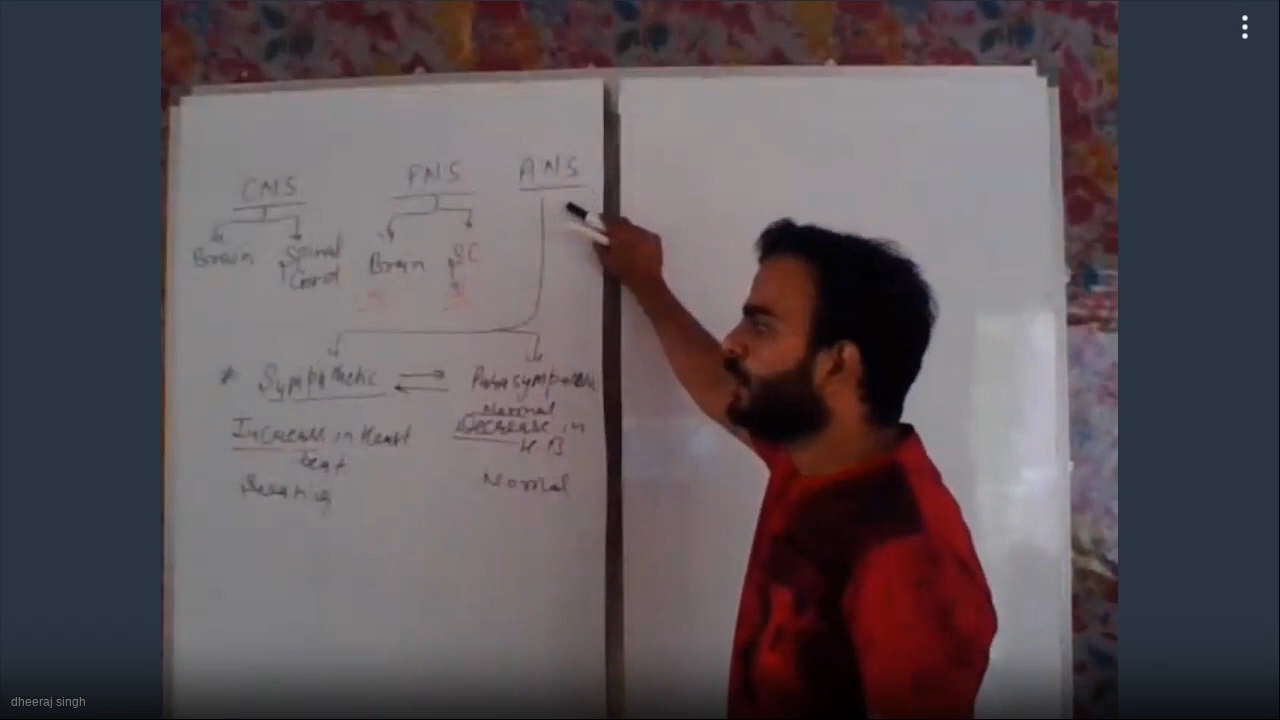 CNS
PNS
ANS
Brain
Spinal
Cord
Brain
SC
31
* Sympathetic
Parasympathetic
Increase in Heart
beat
Normal
Decrease in
H.B
Normal
dheeraj singh